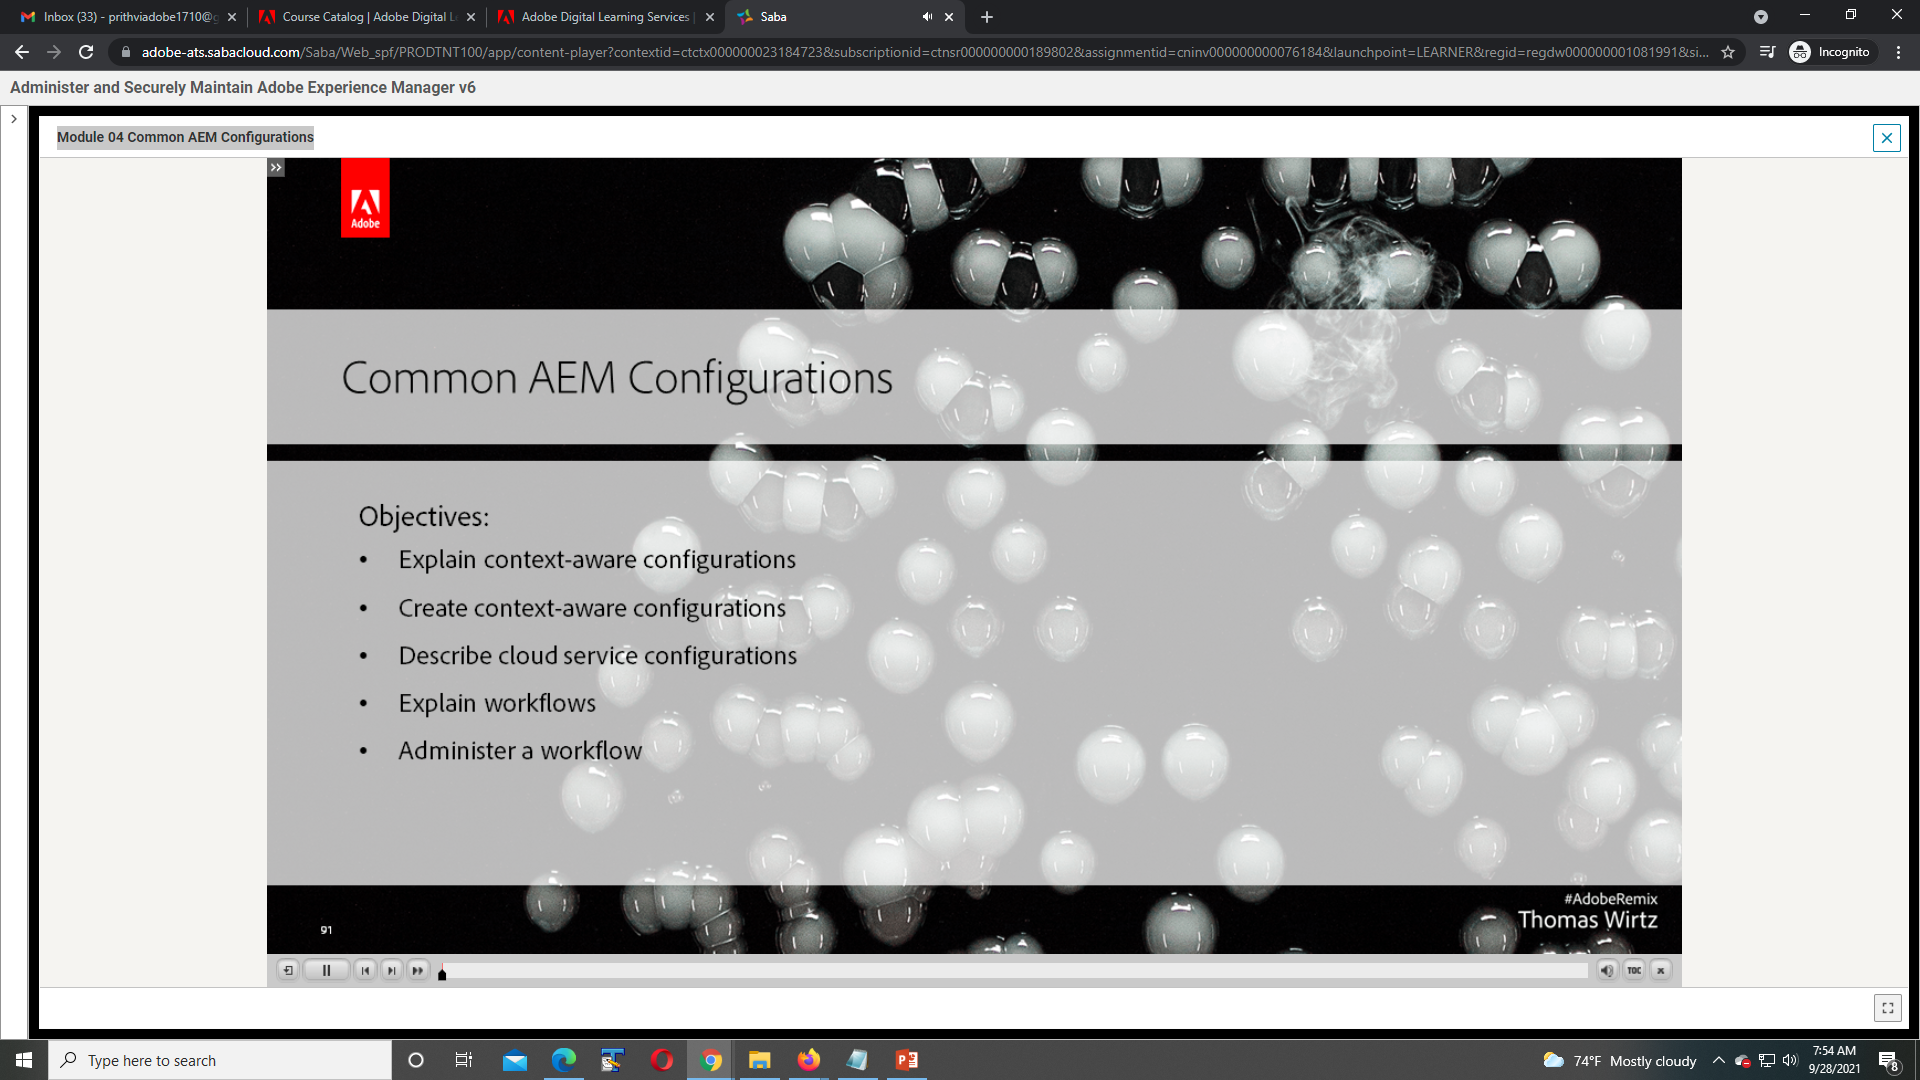 Inbox (33) - prithviadobe1710@g
Course Catalog | Adobe Digital L
Adobe Digital Learning Services |
Saba
adobe-ats.sabacloud.com/Saba/Web_spf/PRODTNT100/app/content-player?contextid=ctctx000000023184723&subscriptionid=ctnsr0000000000189802&assignmentid=cninv000000000076184&launchpoint=LEARNER&regid=regdw000000001081991&si...
Incognito
Administer and Securely Maintain Adobe Experience Manager v6
Module 04 Common AEM Configurations
Adobe
Common AEM Configurations
Objectives:
• Explain context-aware configurations
• Create context-aware configurations
• Describe cloud service configurations
• Explain workflows
• Administer a workflow
#AdobeRemix
Thomas Wirtz
91
TOC
Type here to search
74°F Mostly cloudy
7:54 AM
9/28/2021
8